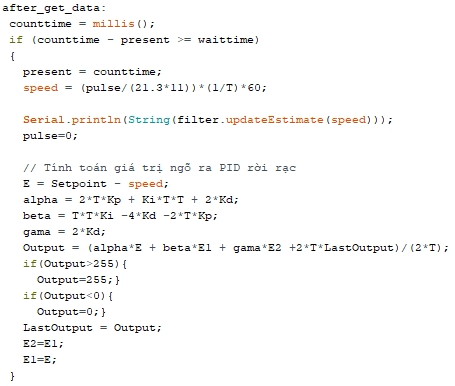 after_get_data:
counttime = millis();
if (counttime - present >= waittime)
{
present = counttime;
speed = (pulse/(21.3*11))*(1/T)*60;
Serial.println(String(filter.updateEstimate(speed)));
pulse=0;
// Tính toán giá trị ngõ ra PID rời rạc
E = Setpoint - speed;
alpha = 2*T*Kp + Ki*T*T + 2*Kd;
beta = T*T*Ki -4*Kd -2*T*Kp;
gama = 2*Kd;
Output = (alpha*E + beta*E1 + gama*E2 +2*T*LastOutput)/(2*T);
if(Output>255){
Output=255;}
if(Output<0){
Output=0;}
LastOutput = Output;
E2=E1;
E1=E;
}